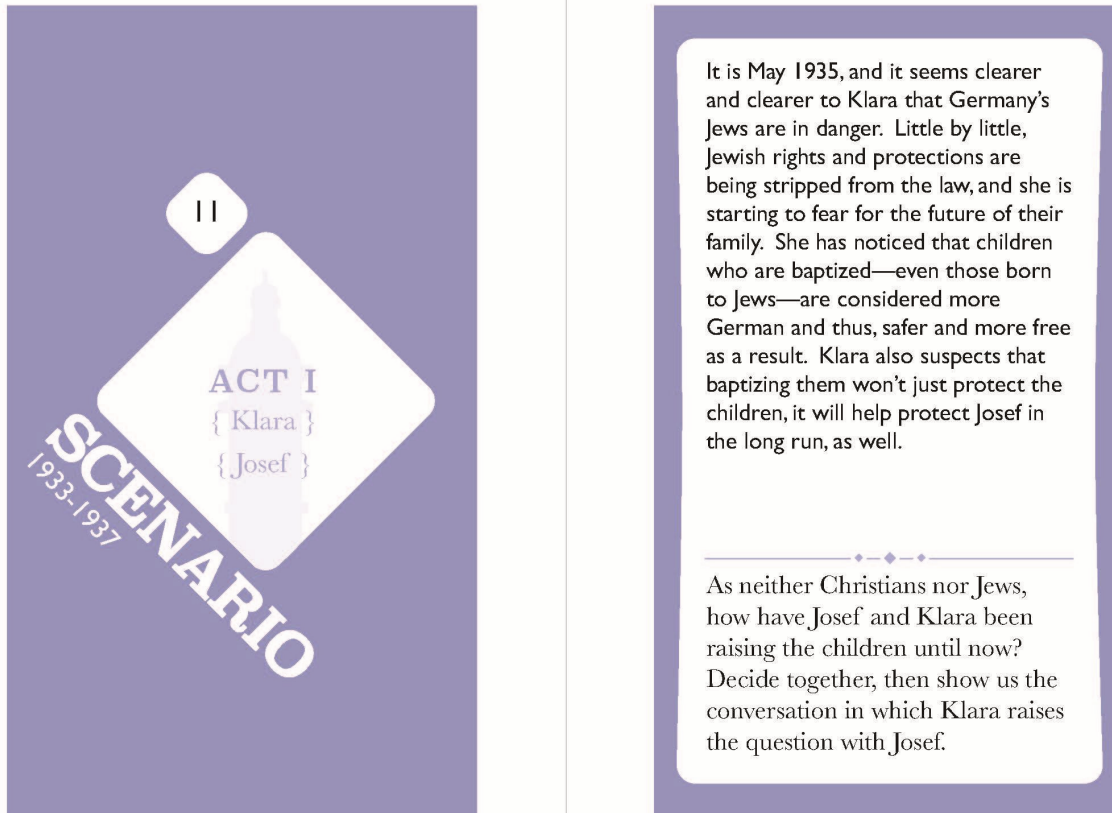 11
ACT I
{ Klara }
{ Josef }
SCENARIO
1933-1937
It is May 1935, and it seems clearer
and clearer to Klara that Germany’s
Jews are in danger. Little by little,
Jewish rights and protections are
being stripped from the law, and she is
starting to fear for the future of their
family. She has noticed that children
who are baptized—even those born
to Jews—are considered more
German and thus, safer and more free
as a result. Klara also suspects that
baptizing them won’t just protect the
children, it will help protect Josef in
the long run, as well.
As neither Christians nor Jews,
how have Josef and Klara been
raising the children until now?
Decide together, then show us the
conversation in which Klara raises
the question with Josef.